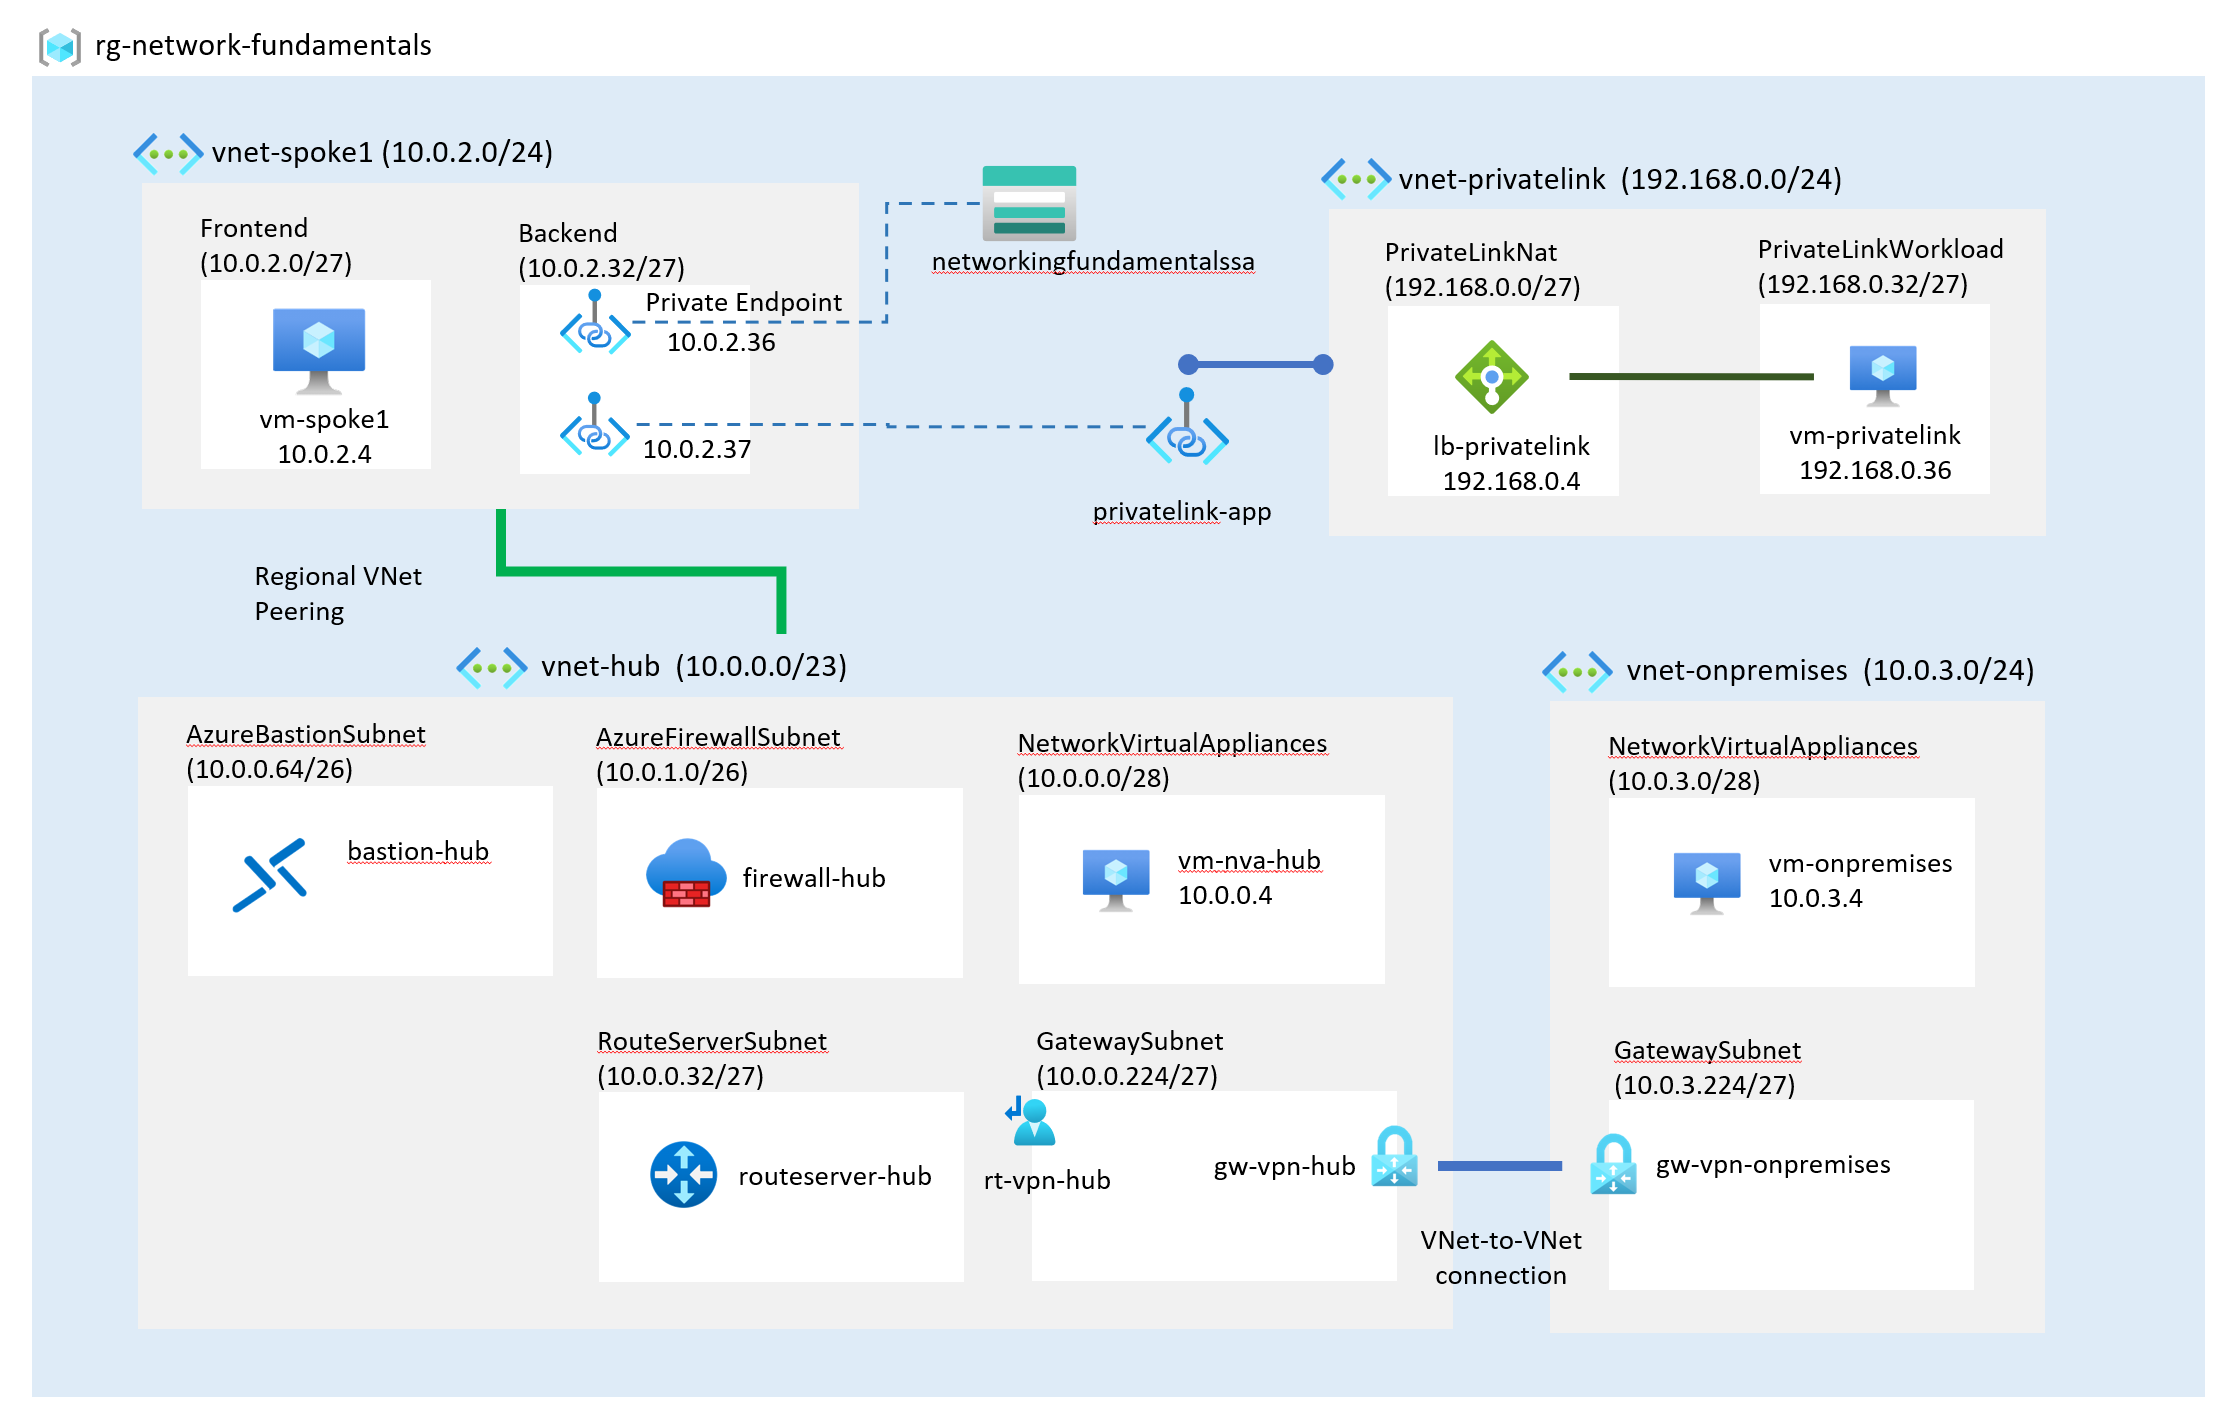 rg-network-fundamentals
vnet-spoke1 (10.0.2.0/24)
Frontend
(10.0.2.0/27)
vm-spoke1
10.0.2.4
Backend
(10.0.2.32/27)
Private Endpoint
10.0.2.36
10.0.2.37
networkingfundamentalssa
privatelink-app
vnet-privatelink (192.168.0.0/24)
PrivateLinkNat
(192.168.0.0/27)
lb-privatelink
192.168.0.4
PrivateLinkWorkload
(192.168.0.32/27)
vm-privatelink
192.168.0.36
Regional VNet
Peering
vnet-hub (10.0.0.0/23)
AzureBastionSubnet
(10.0.0.64/26)
bastion-hub
AzureFirewallSubnet
(10.0.1.0/26)
firewall-hub
NetworkVirtualAppliances
(10.0.0.0/28)
vm-nva-hub
10.0.0.4
RouteServerSubnet
(10.0.0.32/27)
routeserver-hub
GatewaySubnet
(10.0.0.224/27)
rt-vpn-hub
gw-vpn-hub
VNet-to-VNet
connection
vnet-onpremises (10.0.3.0/24)
NetworkVirtualAppliances
(10.0.3.0/28)
vm-onpremises
10.0.3.4
GatewaySubnet
(10.0.3.224/27)
gw-vpn-onpremises